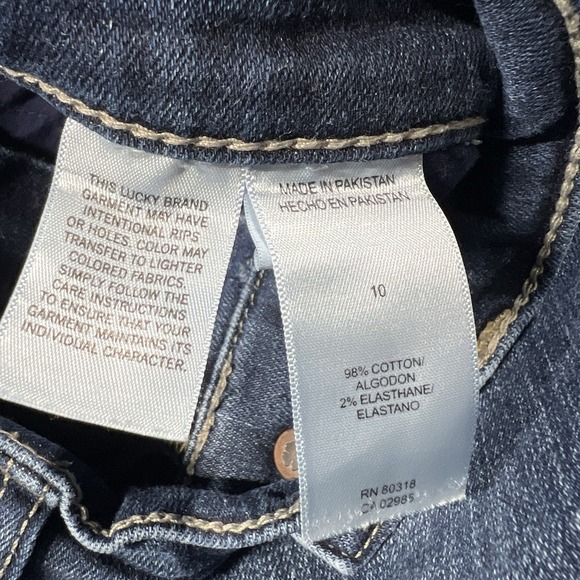 THIS LUCKY BRAND
GARMENT MAY HAVE
INTENTIONAL RIPS
OR HOLES. COLOR MAY
TRANSFER TO LIGHTER
COLORED FABRICS.
SIMPLY FOLLOW THE
CARE INSTRUCTIONS
TO ENSURE THAT YOUR
GARMENT MAINTAINS ITS
INDIVIDUAL CHARACTER.
MADE IN PAKISTAN
HECHO EN PAKISTAN
10
98% COTTON/
ALGODON
2% ELASTHANE/
ELASTANO
RN 80318
CA 02985